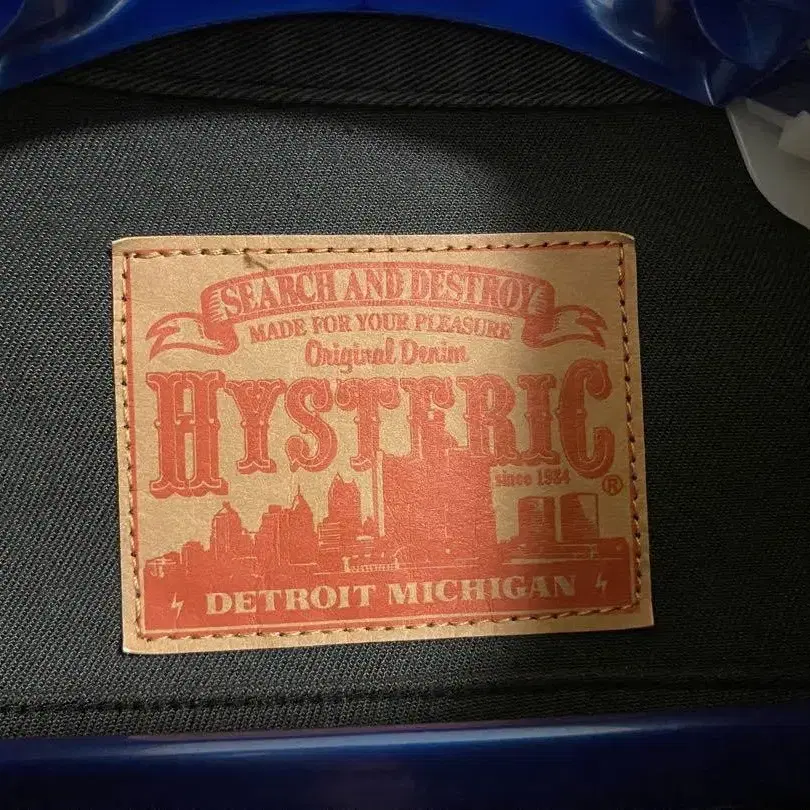 SEARCH AND DESTROY
MADE FOR YOUR PLEASURE
Original Denim
HYSTERIC
since 1984 ®
DETROIT MICHIGAN